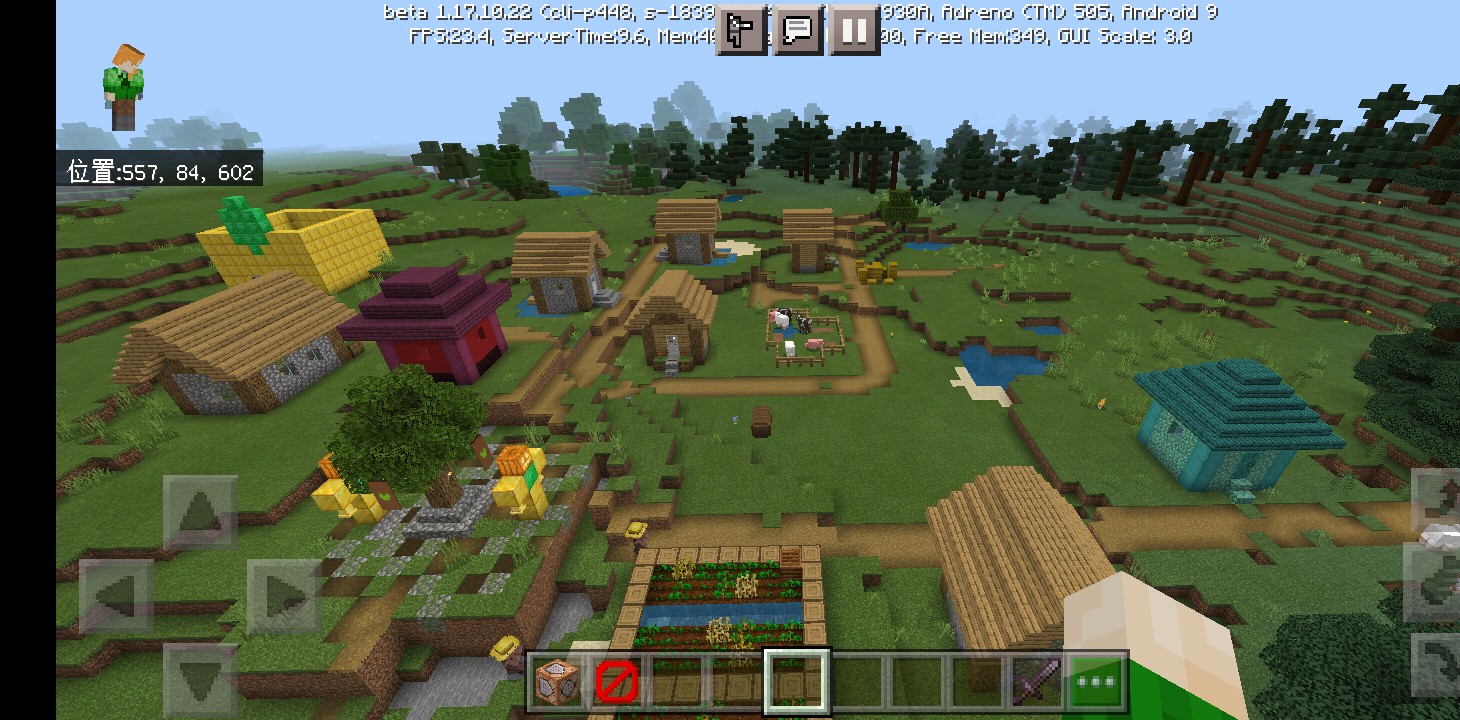 beta 1.17.10.22 Coli-p448, s-1839 930A, Adreno (TM) 505, Android 9
FPS:23.4, ServerTime:9.6, Mem:4 00, Free Mem:349, GUI Scale: 3.0
位置:557, 84, 602